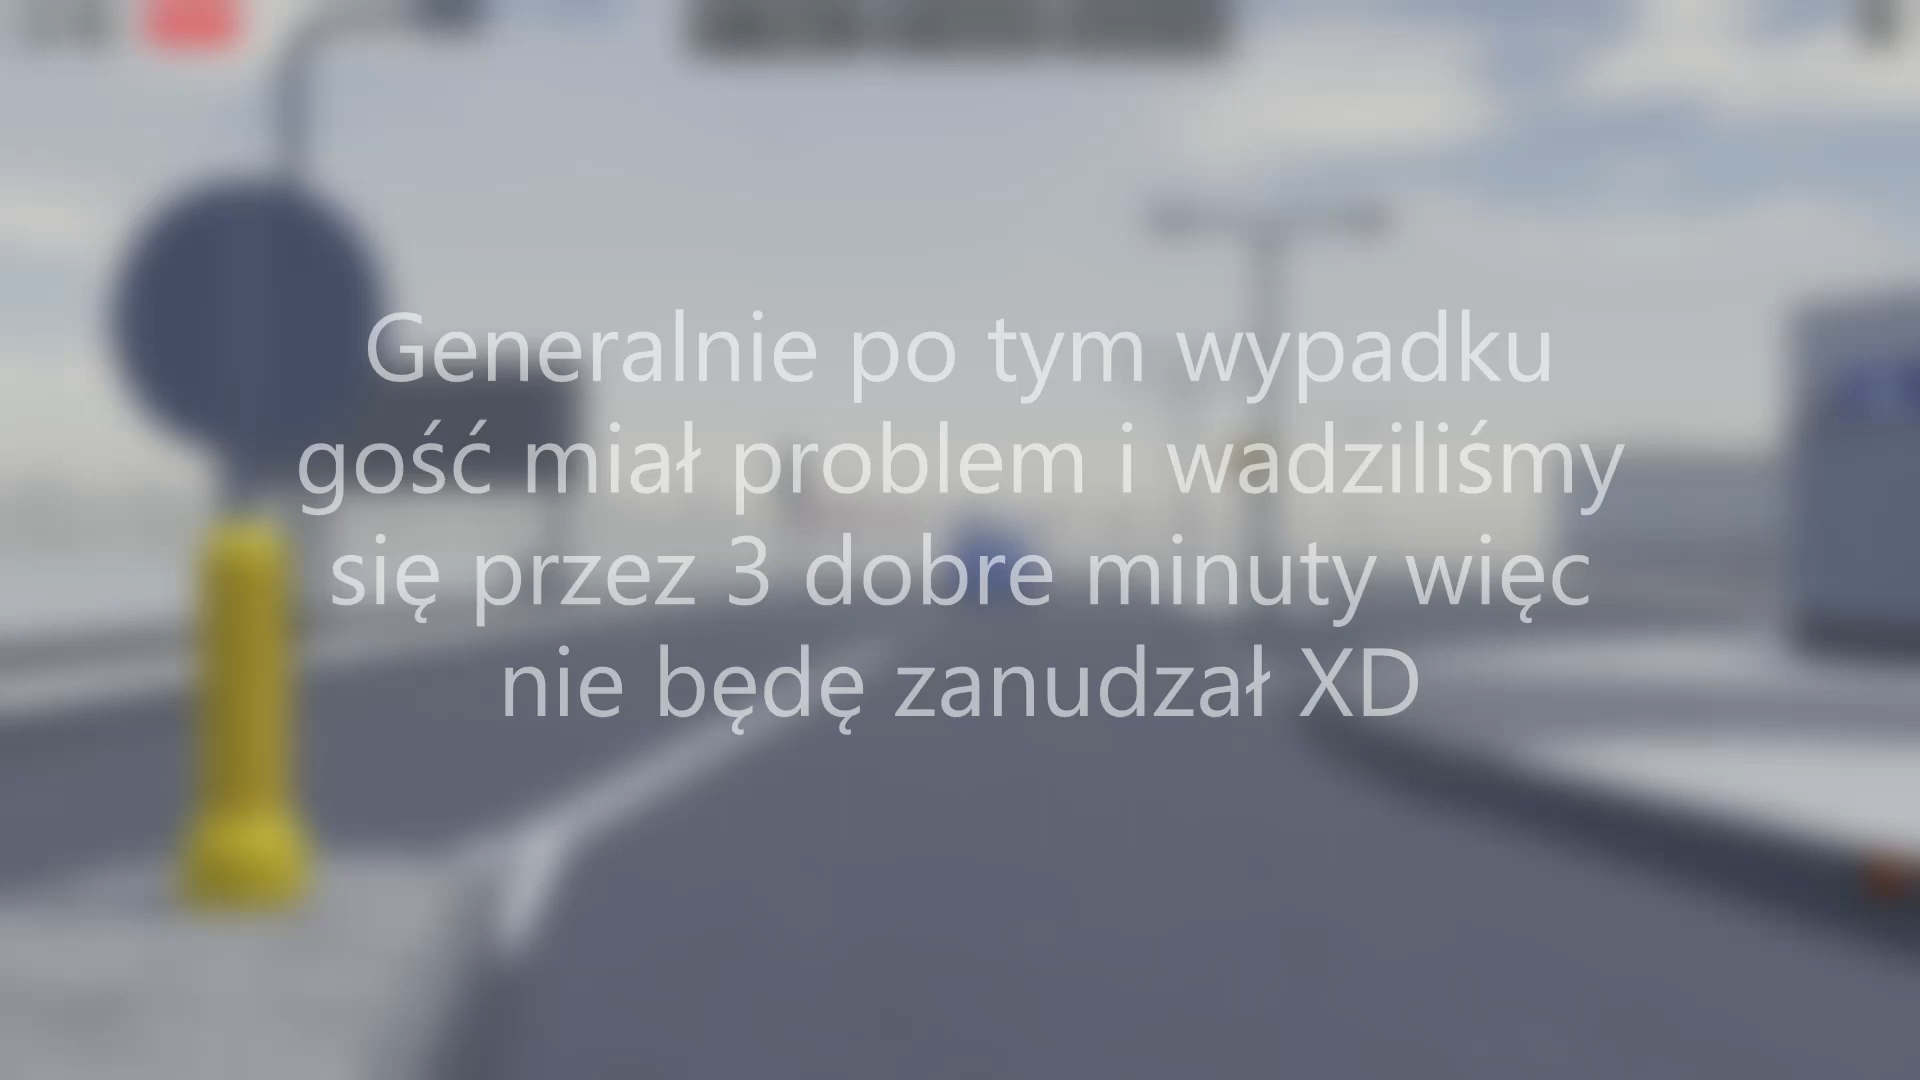 Generalnie po tym wypadku
gość miał problem i wadziliśmy
się przez 3 dobre minuty więc
nie będę zanudzał XD